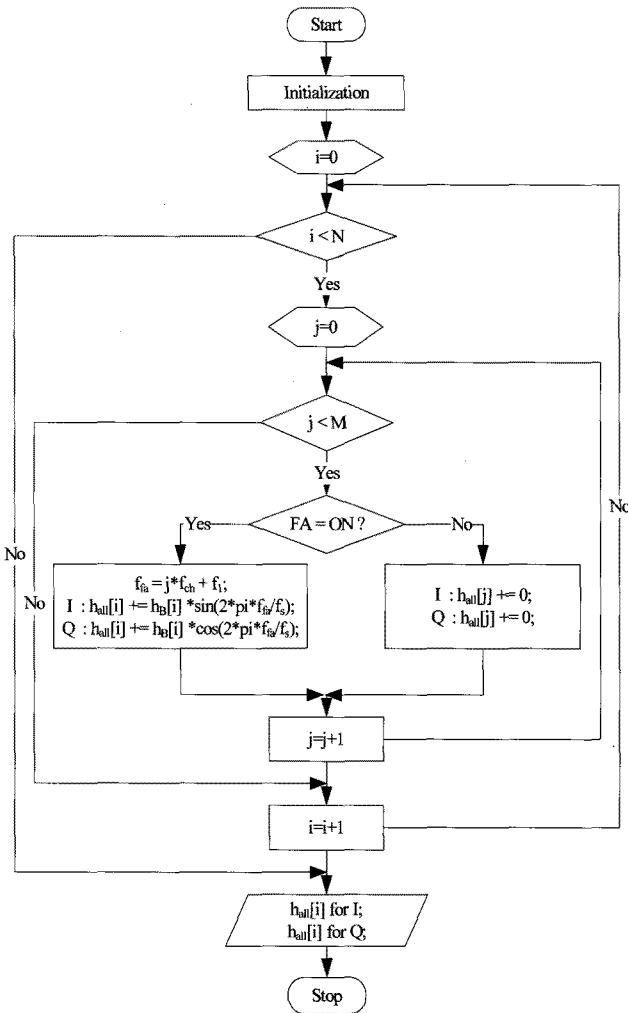 Start
Initialization
i=0
i < N
Yes
j=0
j < M
Yes
FA = ON ?
Yes
No
No
No
No
f_fa = j*f_ch + f_1;
I : h_all[i] += h_B[i] *sin(2*pi*f_fa/f_s);
Q : h_all[i] += h_B[i] *cos(2*pi*f_fa/f_s);
I : h_all[j] += 0;
Q : h_all[j] += 0;
j=j+1
i=i+1
h_all[i] for I;
h_all[i] for Q;
Stop